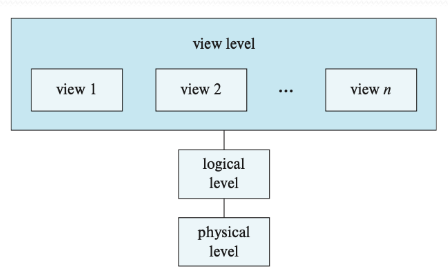 view level
view 1 view 2 ... view n
logical
level
physical
level